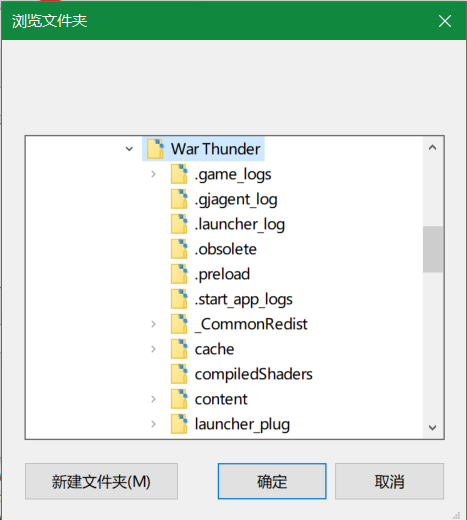 浏览文件夹
War Thunder
.game_logs
.gjagent_log
.launcher_log
.obsolete
.preload
.start_app_logs
_CommonRedist
cache
compiledShaders
content
launcher_plug
新建文件夹(M) 确定 取消